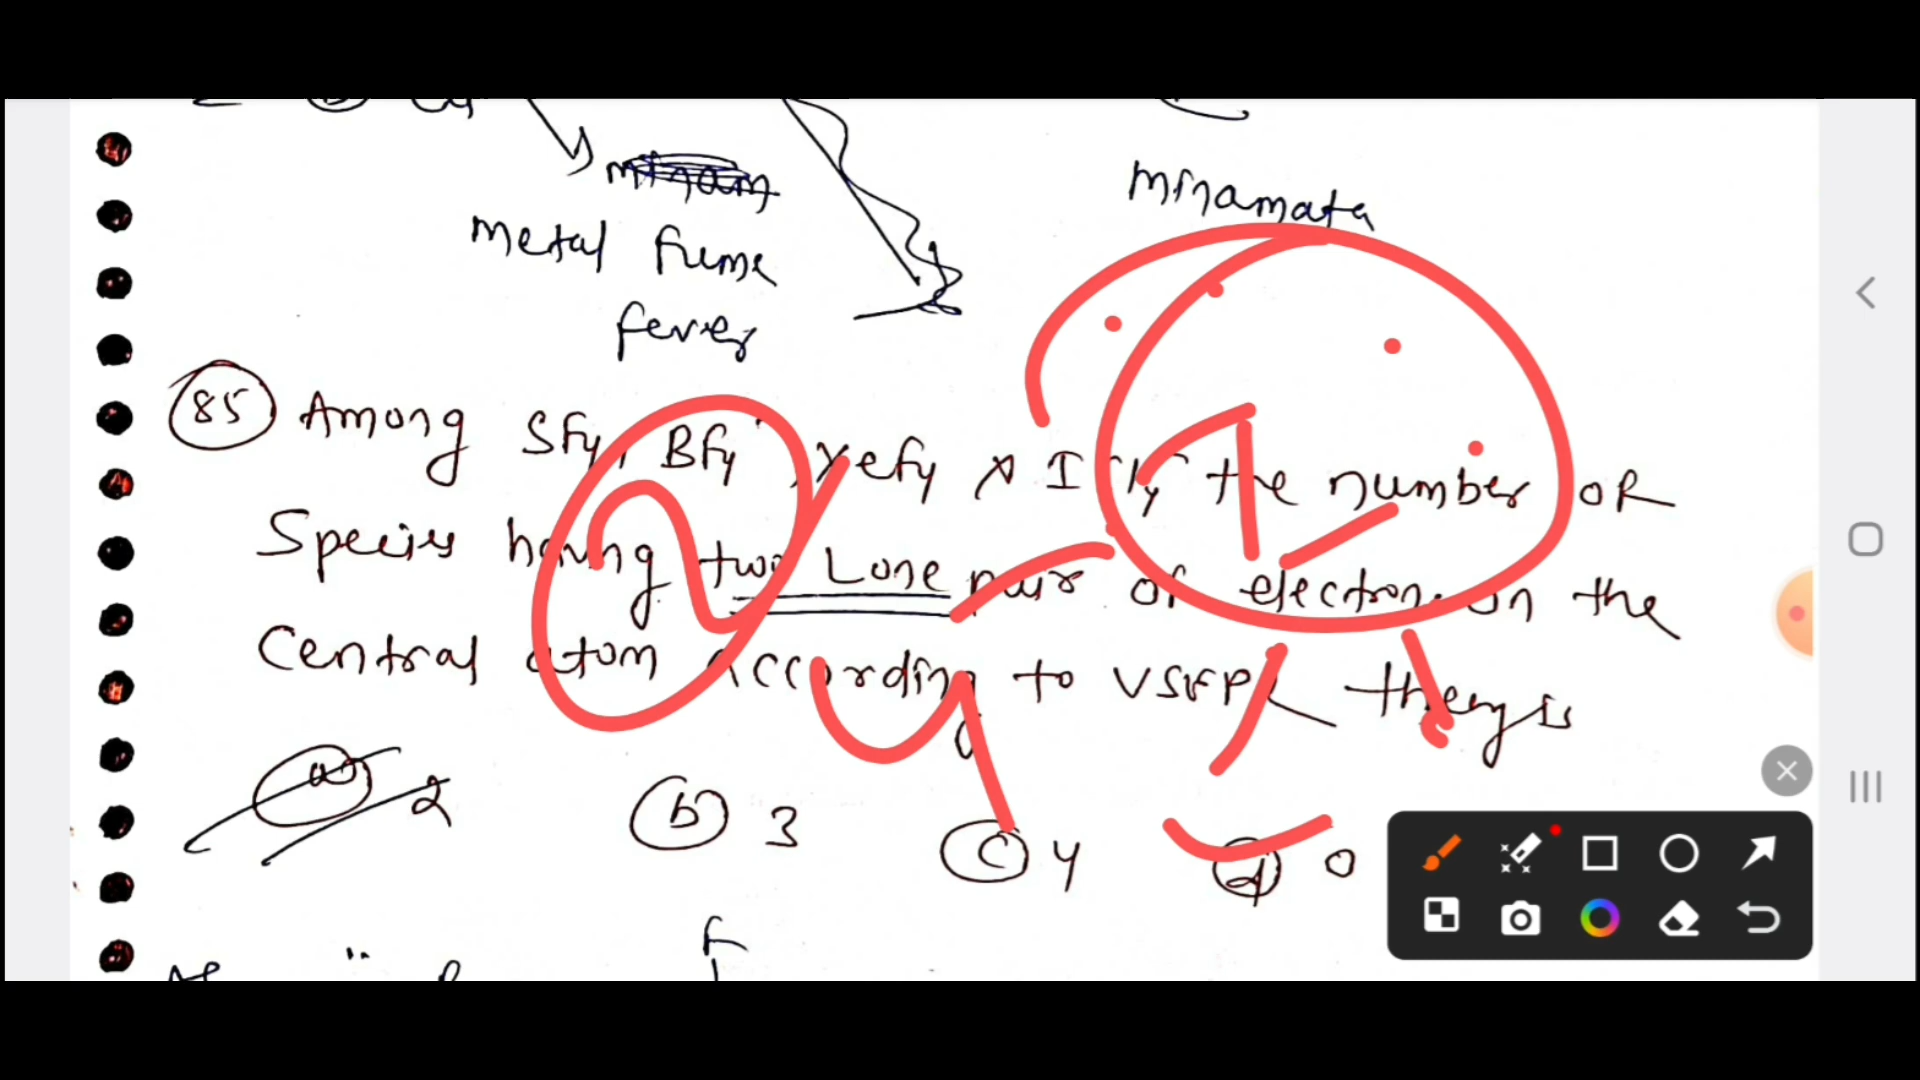 Minamata
metal fume
fever
85 Among SF4, BF4⁻, XeF4 & ICl4⁻ the number of
Species having two Lone pair of electron on the
Central atom According to VSEPR theory is
(a) 2 (b) 3 (c) 4 (d) 0
F